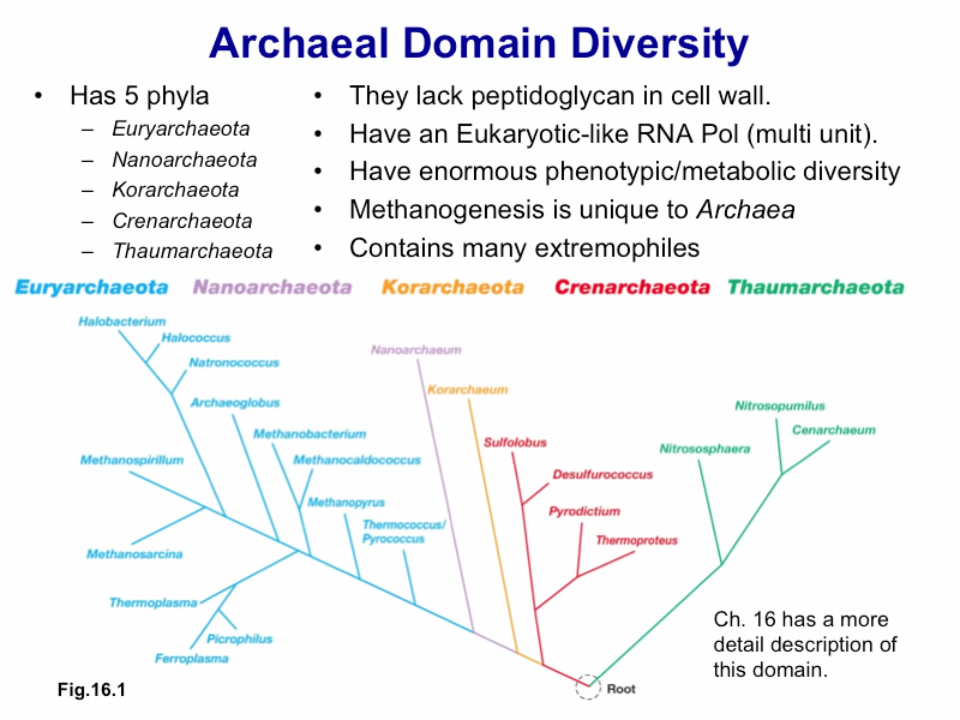 Archaeal Domain Diversity
• Has 5 phyla
– Euryarchaeota
– Nanoarchaeota
– Korarchaeota
– Crenarchaeota
– Thaumarchaeota
• They lack peptidoglycan in cell wall.
• Have an Eukaryotic-like RNA Pol (multi unit).
• Have enormous phenotypic/metabolic diversity
• Methanogenesis is unique to Archaea
• Contains many extremophiles
Euryarchaeota Nanoarchaeota Korarchaeota Crenarchaeota Thaumarchaeota
Halobacterium
Halococcus
Natronococcus
Archaeoglobus
Methanobacterium
Methanospirillum
Methanocaldococcus
Methanopyrus
Thermococcus/
Pyrococcus
Methanosarcina
Thermoplasma
Picrophilus
Ferroplasma
Nanoarchaeum
Korarchaeum
Sulfolobus
Desulfurococcus
Pyrodictium
Thermoproteus
Nitrosopumilus
Cenarchaeum
Nitrososphaera
Ch. 16 has a more
detail description of
this domain.
Root
Fig.16.1